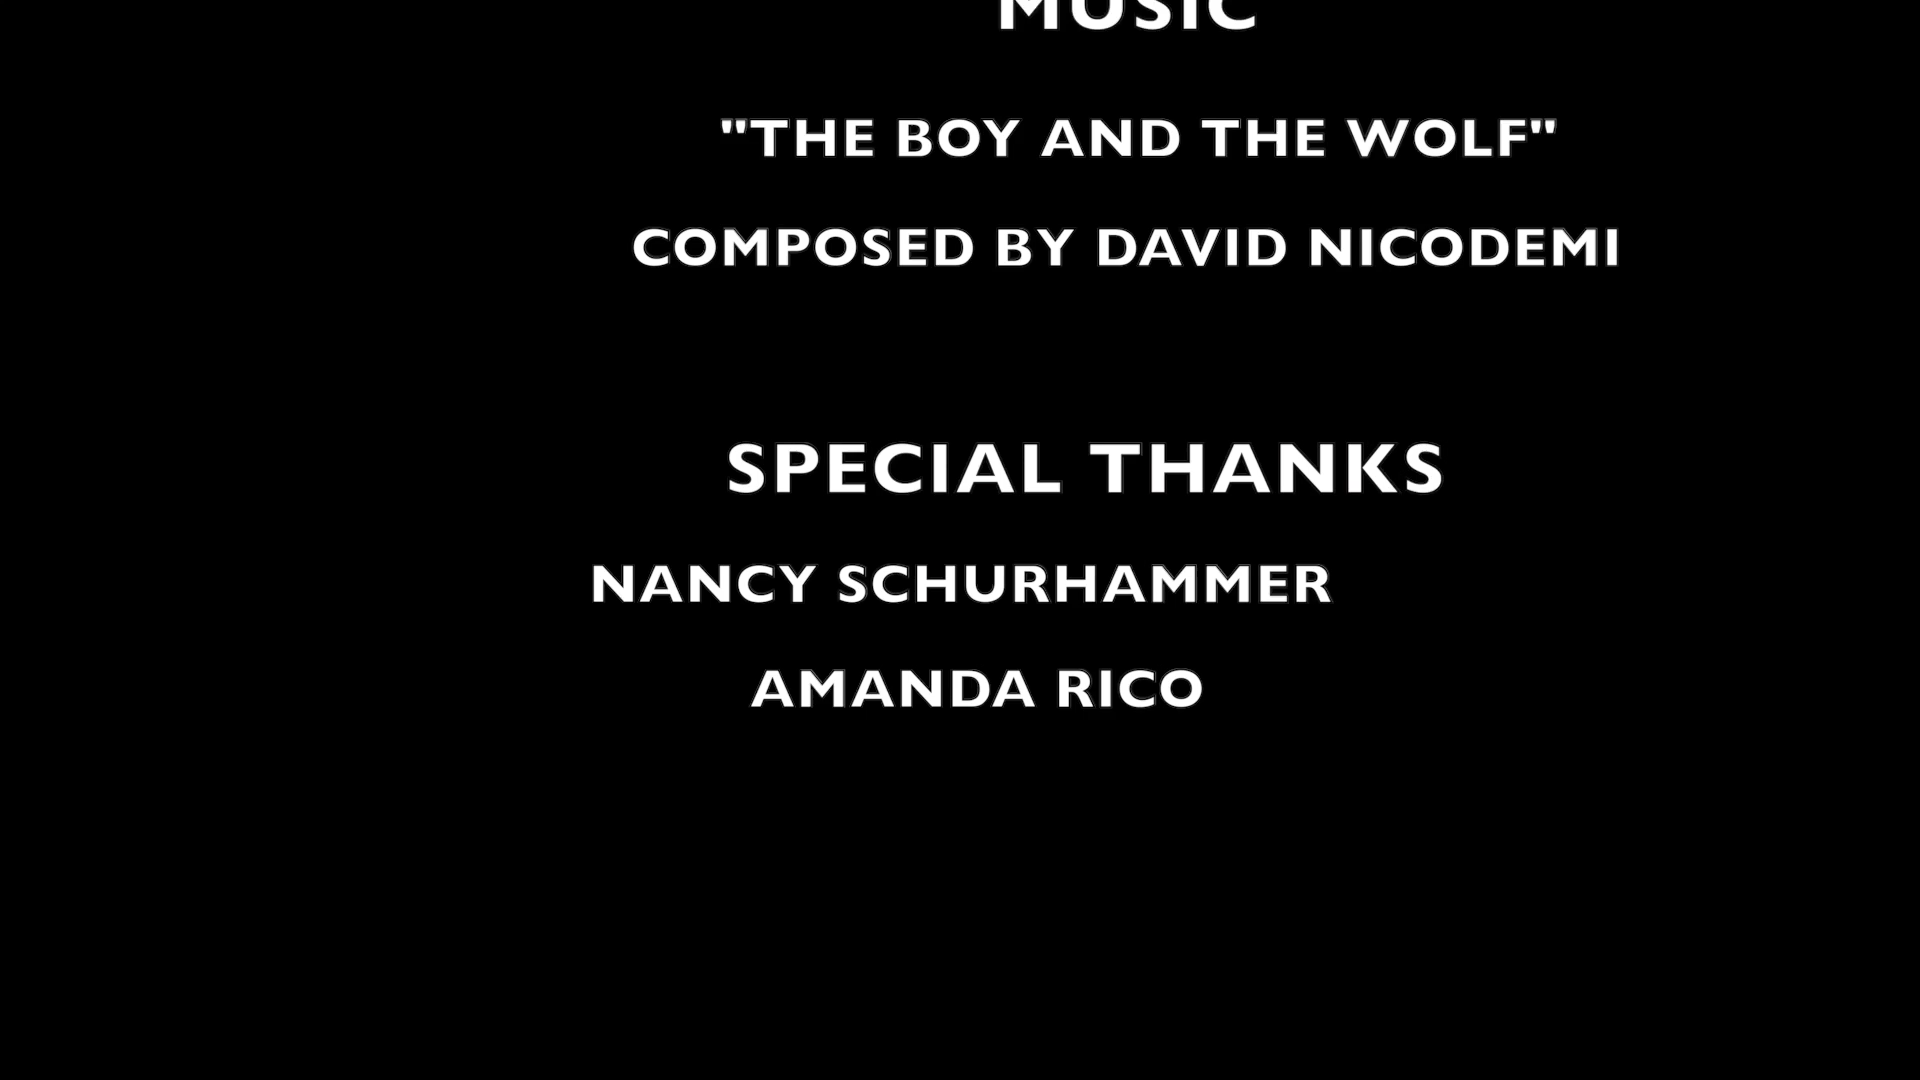 MUSIC
"THE BOY AND THE WOLF"
COMPOSED BY DAVID NICODEMI
SPECIAL THANKS
NANCY SCHURHAMMER
AMANDA RICO